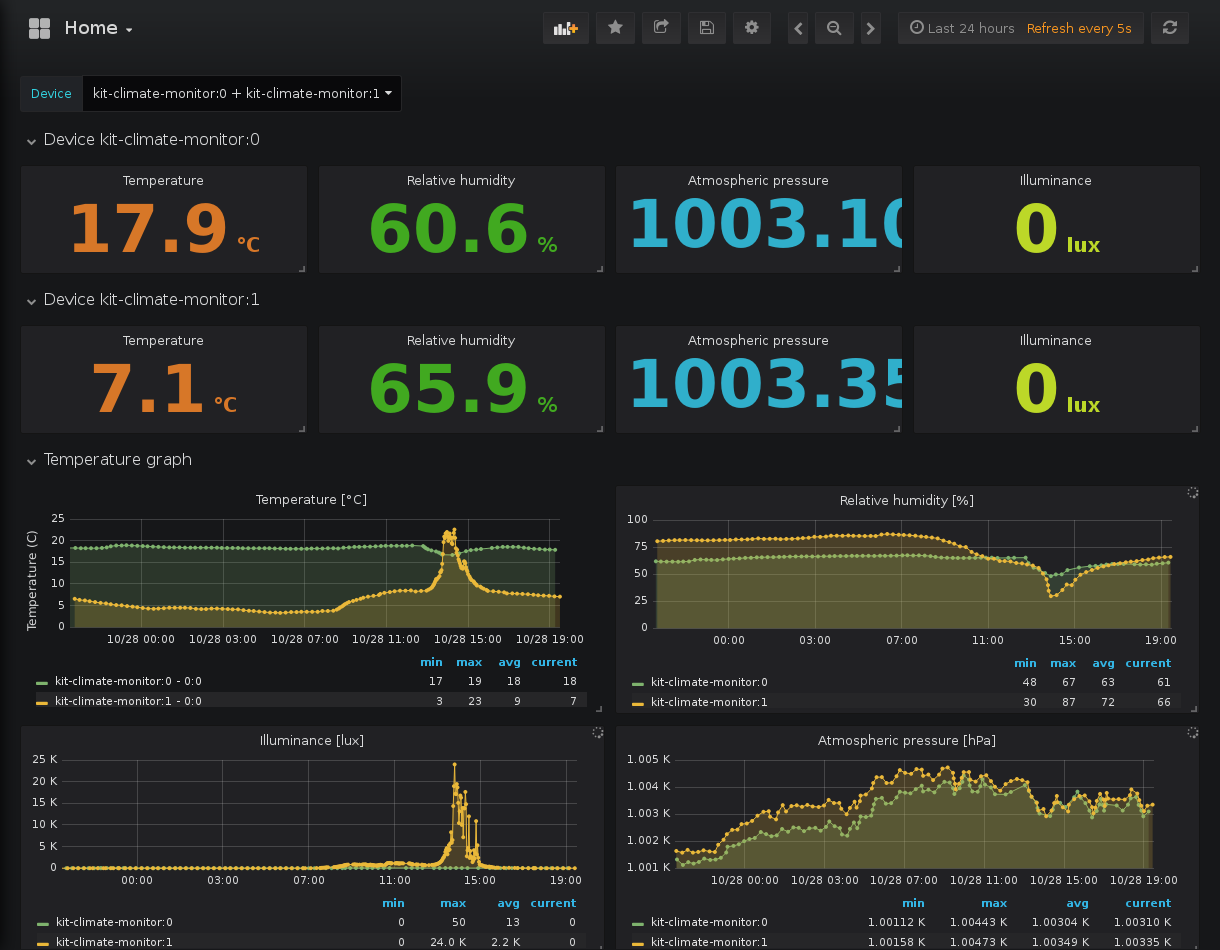 Home
Last 24 hours Refresh every 5s
Device kit-climate-monitor:0 + kit-climate-monitor:1
Device kit-climate-monitor:0
Temperature Relative humidity Atmospheric pressure Illuminance
17.9 °C 60.6 % 1003.10 0 lux
Device kit-climate-monitor:1
Temperature Relative humidity Atmospheric pressure Illuminance
7.1 °C 65.9 % 1003.35 0 lux
Temperature graph
Temperature [°C]
Temperature (C)
25
20
15
10
5
0
10/28 00:00 10/28 03:00 10/28 07:00 10/28 11:00 10/28 15:00 10/28 19:00
min max avg current
kit-climate-monitor:0 - 0:0 17 19 18 18
kit-climate-monitor:1 - 0:0 3 23 9 7
Relative humidity [%]
100
75
50
25
0
00:00 03:00 07:00 11:00 15:00 19:00
min max avg current
kit-climate-monitor:0 48 67 63 61
kit-climate-monitor:1 30 87 72 66
Illuminance [lux]
25 K
20 K
15 K
10 K
5 K
0
00:00 03:00 07:00 11:00 15:00 19:00
min max avg current
kit-climate-monitor:0 0 50 13 0
kit-climate-monitor:1 0 24.0 K 2.2 K 0
Atmospheric pressure [hPa]
1.005 K
1.004 K
1.003 K
1.002 K
1.001 K
10/28 00:00 10/28 03:00 10/28 07:00 10/28 11:00 10/28 15:00 10/28 19:00
min max avg current
kit-climate-monitor:0 1.00112 K 1.00443 K 1.00304 K 1.00310 K
kit-climate-monitor:1 1.00158 K 1.00473 K 1.00349 K 1.00335 K